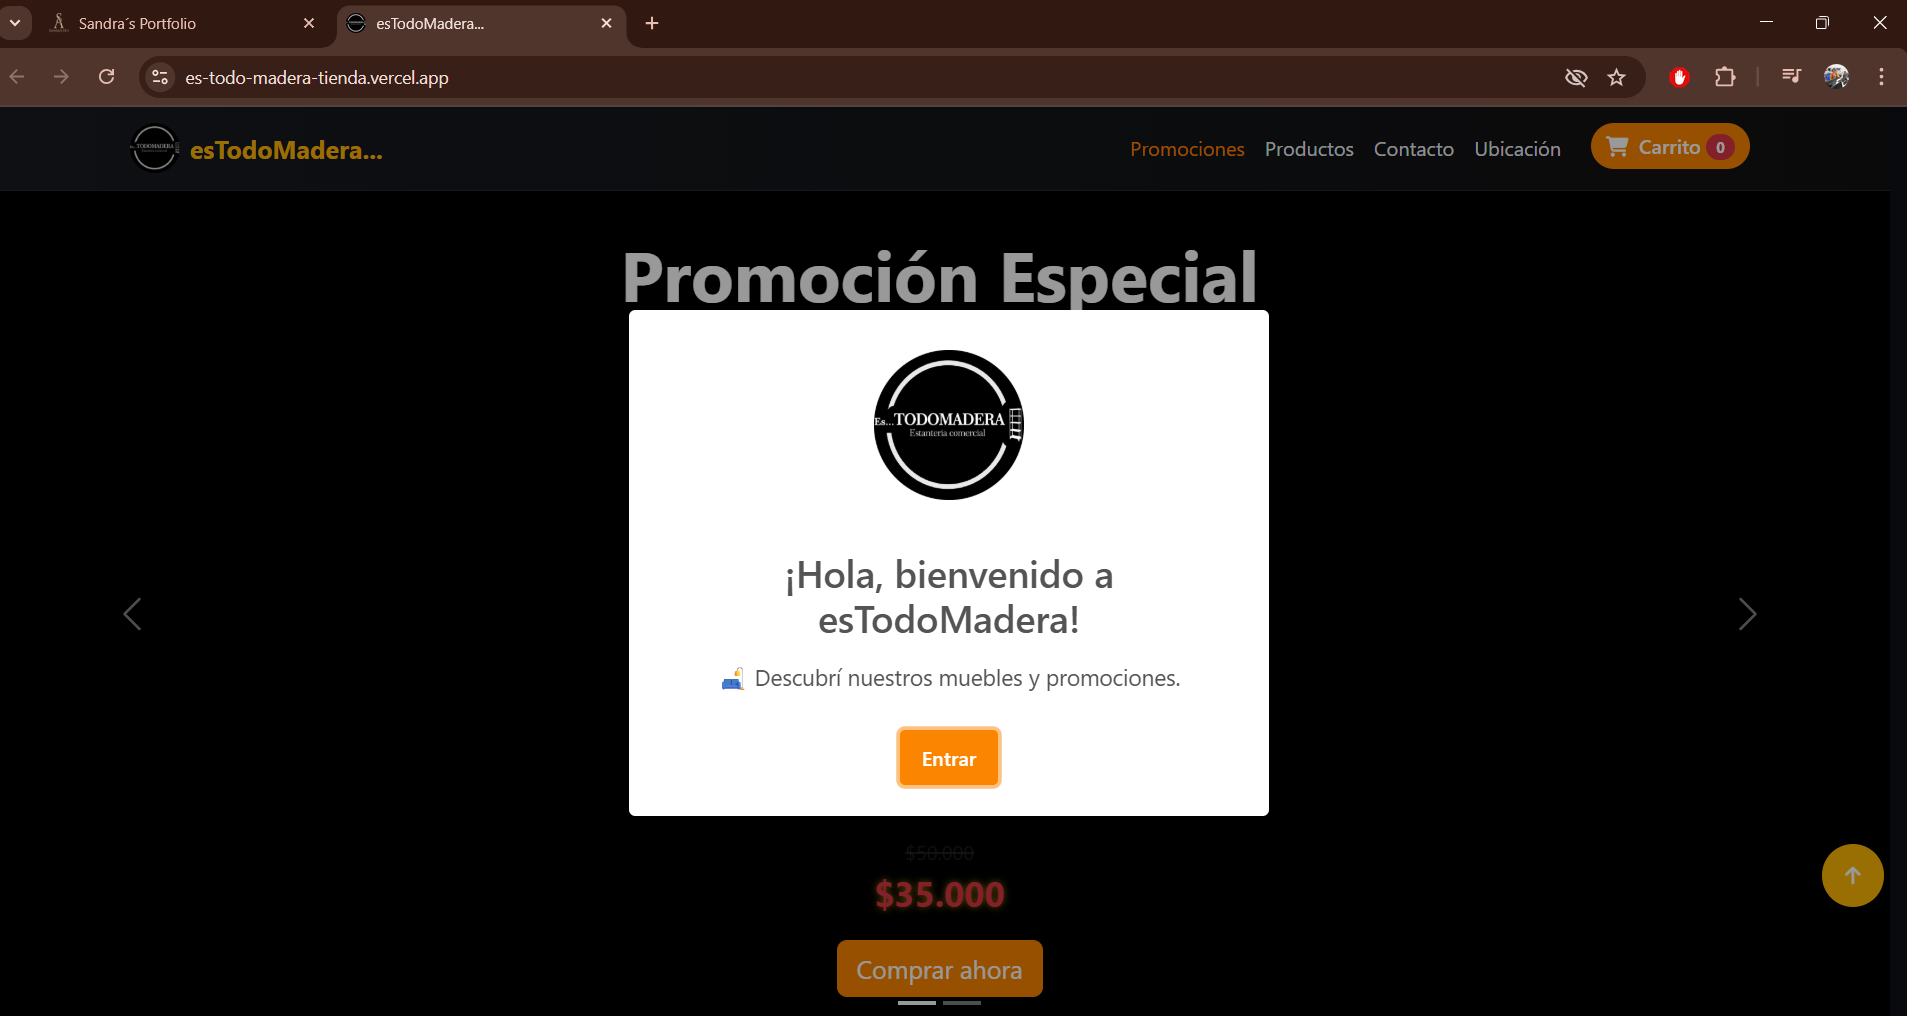 Sandra´s Portfolio
esTodoMadera...
es-todo-madera-tienda.vercel.app
TODOMADERA
esTodoMadera...
Promociones
Productos
Contacto
Ubicación
Carrito 0
Promoción Especial
Es...TODOMADERA
Estantería comercial
¡Hola, bienvenido a
esTodoMadera!
Descubrí nuestros muebles y promociones.
Entrar
$50.000
$35.000
Comprar ahora